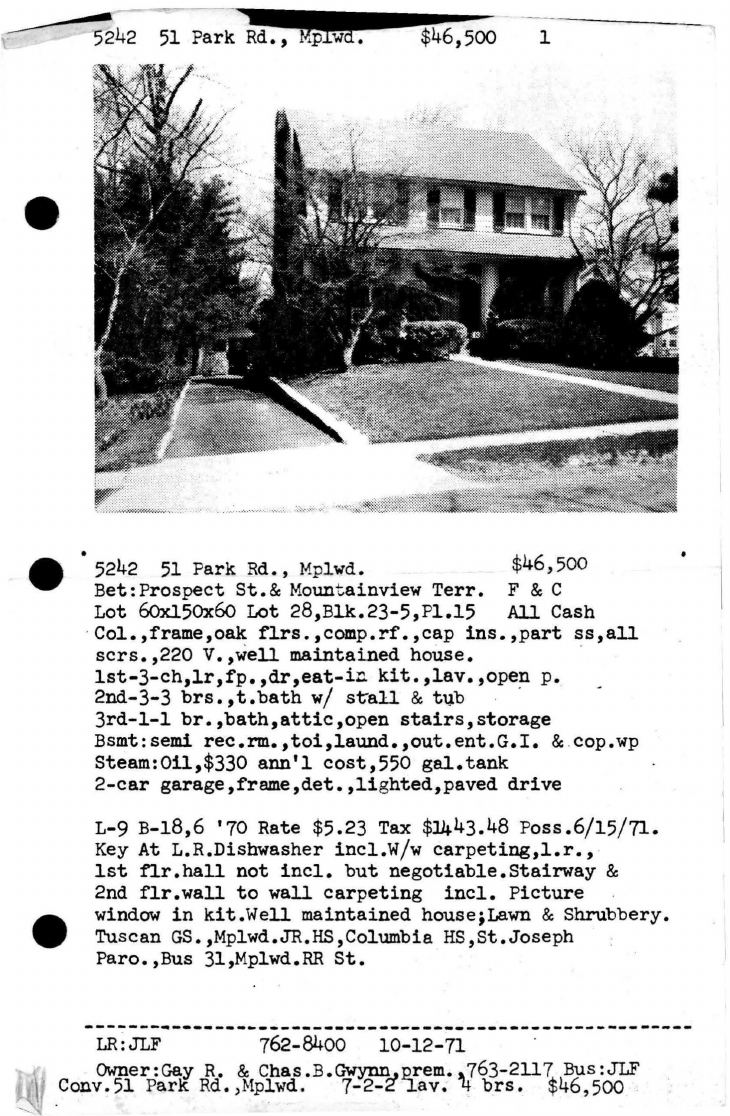 5242 51 Park Rd., Mplwd. $46,500 1
5242 51 Park Rd., Mplwd. $46,500
Bet:Prospect St.& Mountainview Terr. F & C
Lot 60x150x60 Lot 28,Blk.23-5,Pl.15 All Cash
Col.,frame,oak flrs.,comp.rf.,cap ins.,part ss,all
scrs.,220 V.,well maintained house.
1st-3-ch,lr,fp.,dr,eat-in kit.,lav.,open p.
2nd-3-3 brs.,t.bath w/ stall & tub
3rd-1-1 br.,bath,attic,open stairs,storage
Bsmt:semi rec.rm.,toi,laund.,out.ent.G.I. & cop.wp
Steam:Oil,$330 ann'l cost,550 gal.tank
2-car garage,frame,det.,lighted,paved drive
L-9 B-18,6 '70 Rate $5.23 Tax $1443.48 Poss.6/15/71.
Key At L.R.Dishwasher incl.W/w carpeting,l.r.,
1st flr.hall not incl. but negotiable.Stairway &
2nd flr.wall to wall carpeting incl. Picture
window in kit.Well maintained house;Lawn & Shrubbery.
Tuscan GS.,Mplwd.JR.HS,Columbia HS,St.Joseph
Paro.,Bus 31,Mplwd.RR St.
LR:JLF 762-8400 10-12-71
Owner:Gay R. & Chas.B.Gwynn,prem.,763-2117 Bus:JLF
Conv.51 Park Rd.,Mplwd. 7-2-2 lav. 4 brs. $46,500